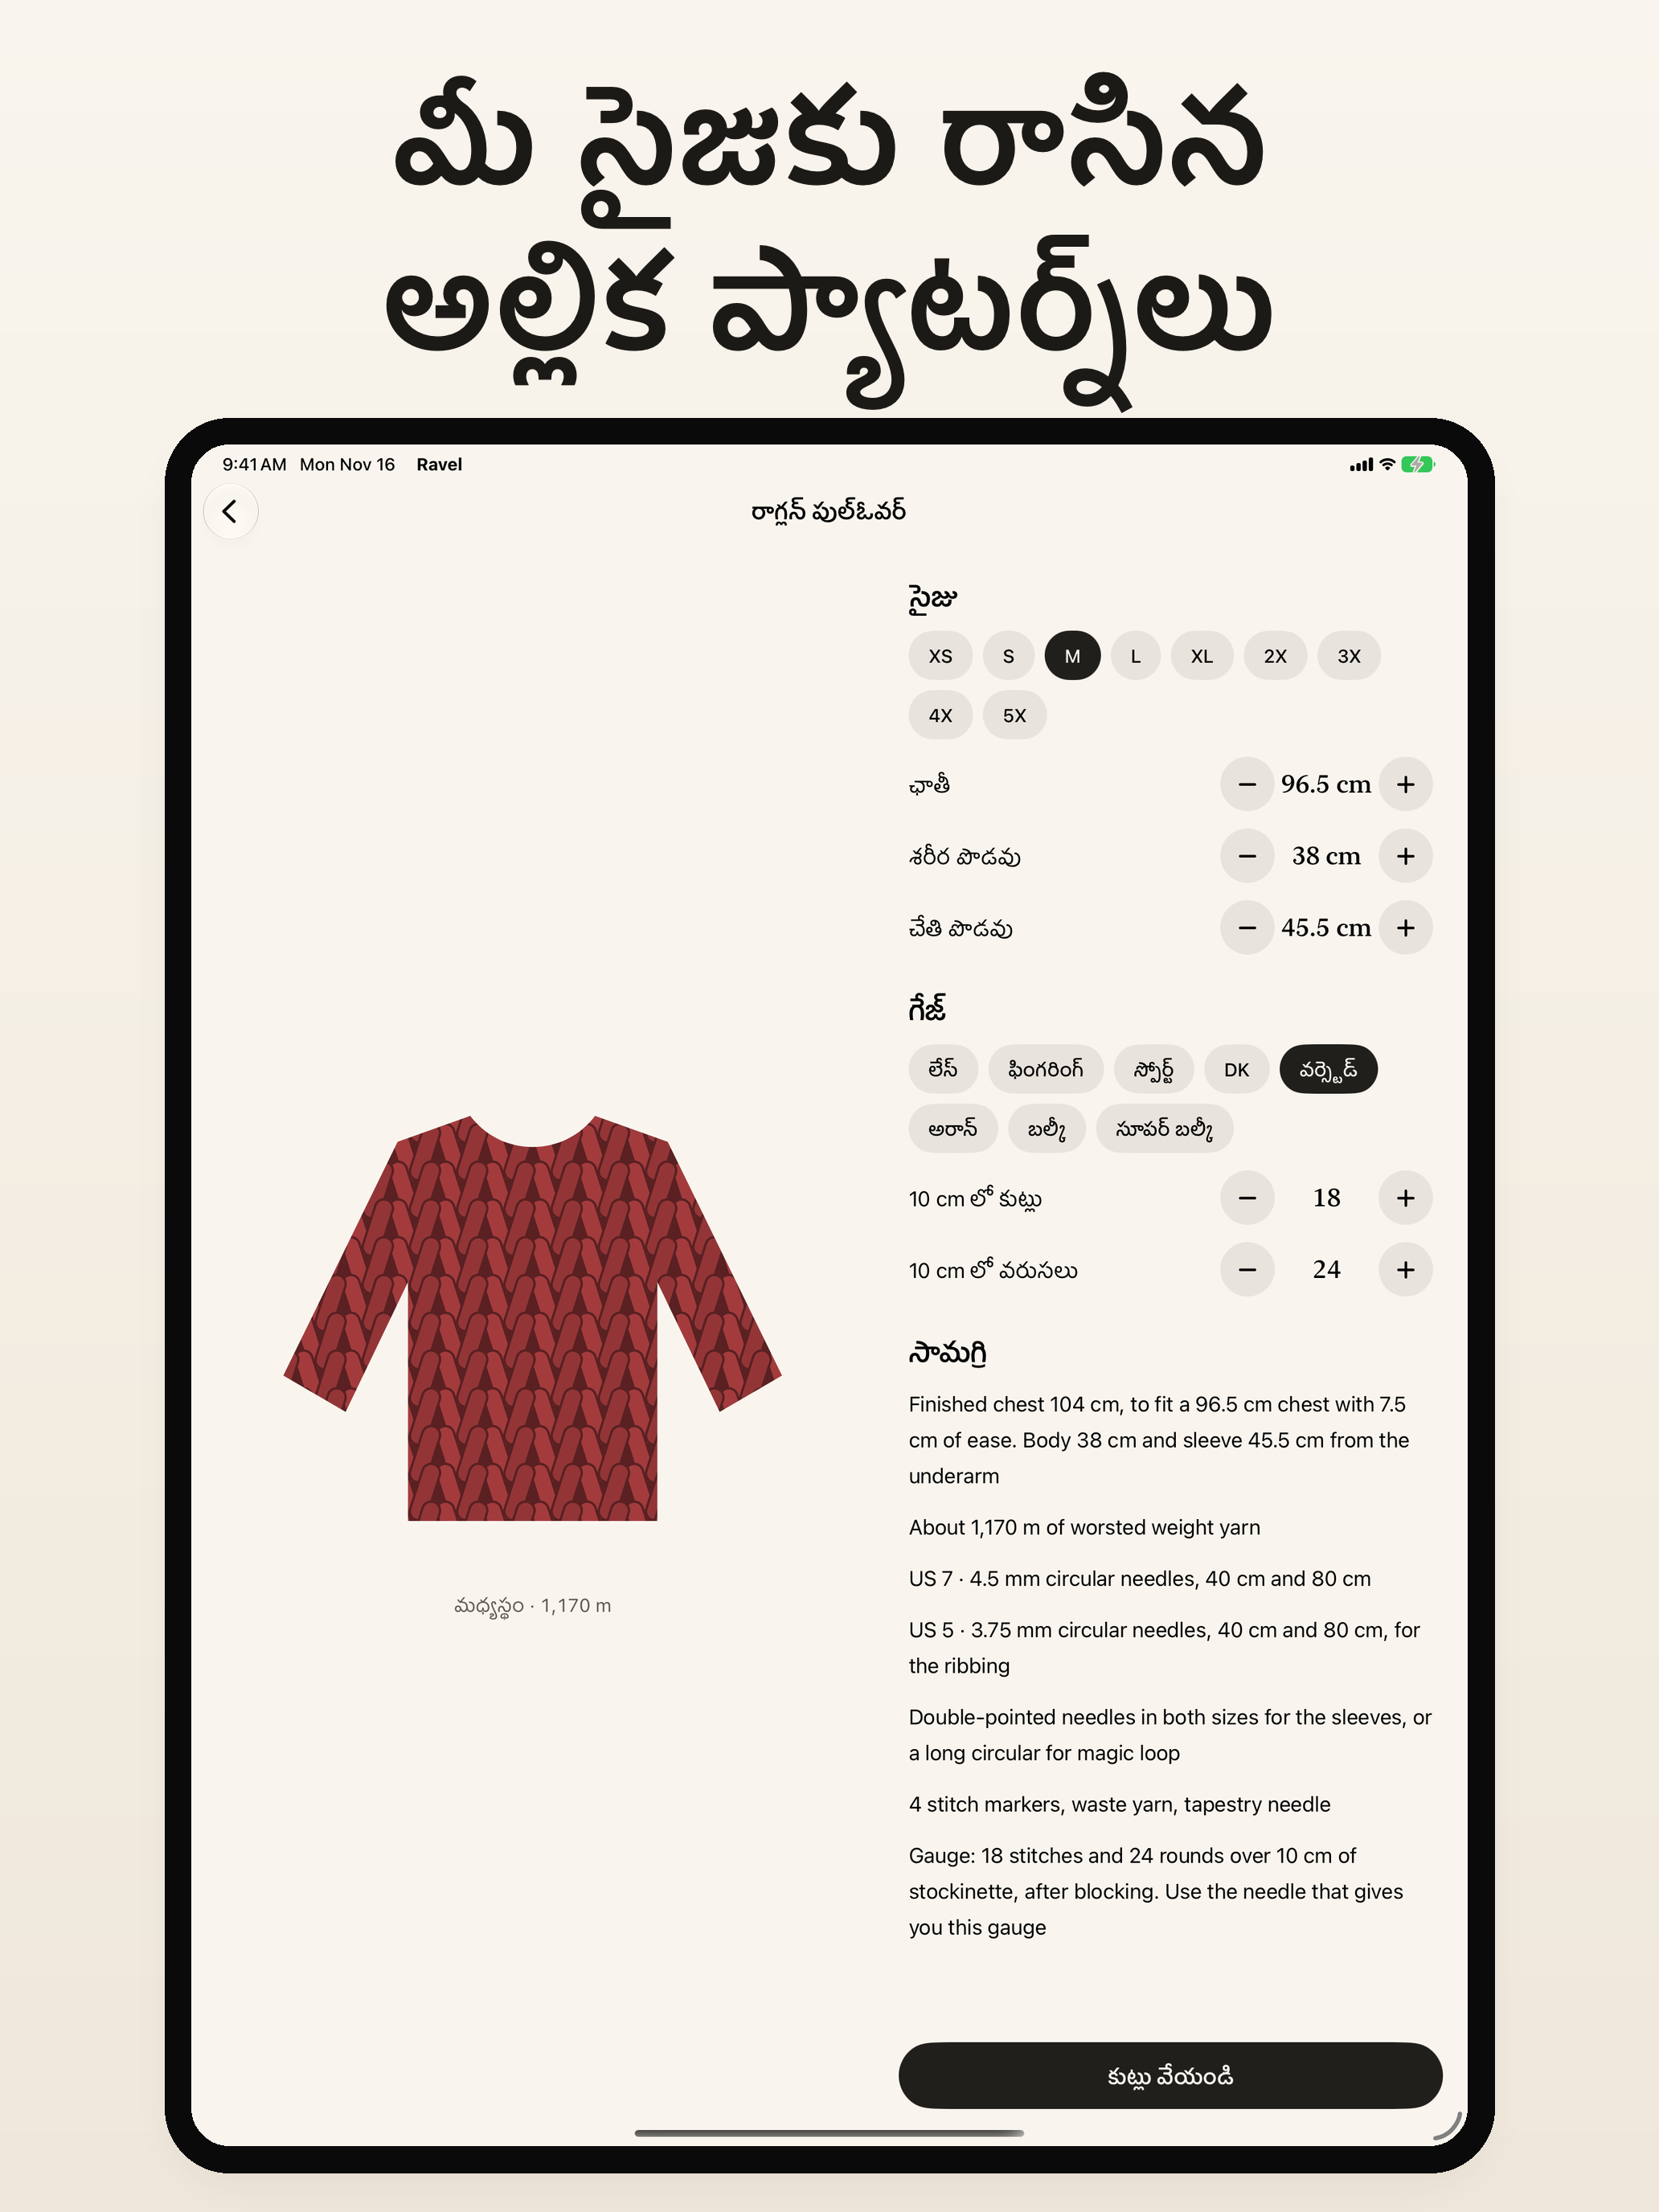 మీ సైజుకు రాసిన
అల్లిక ప్యాటర్న్‌లు
9:41 AM Mon Nov 16 Ravel
రాగ్లన్ పుల్‌ఓవర్
సైజు
XS S M L XL 2X 3X
4X 5X
ఛాతీ 96.5 cm
శరీర పొడవు 38 cm
చేతి పొడవు 45.5 cm
గేజ్
లేస్ ఫింగరింగ్ స్పోర్ట్ DK వర్స్టెడ్
అరాన్ బల్కీ సూపర్ బల్కీ
10 cm లో కుట్లు 18
10 cm లో వరుసలు 24
సామగ్రి
Finished chest 104 cm, to fit a 96.5 cm chest with 7.5
cm of ease. Body 38 cm and sleeve 45.5 cm from the
underarm
About 1,170 m of worsted weight yarn
US 7 · 4.5 mm circular needles, 40 cm and 80 cm
US 5 · 3.75 mm circular needles, 40 cm and 80 cm, for
the ribbing
Double-pointed needles in both sizes for the sleeves, or
a long circular for magic loop
4 stitch markers, waste yarn, tapestry needle
Gauge: 18 stitches and 24 rounds over 10 cm of
stockinette, after blocking. Use the needle that gives
you this gauge
మధ్యస్థం · 1,170 m
కుట్లు వేయండి